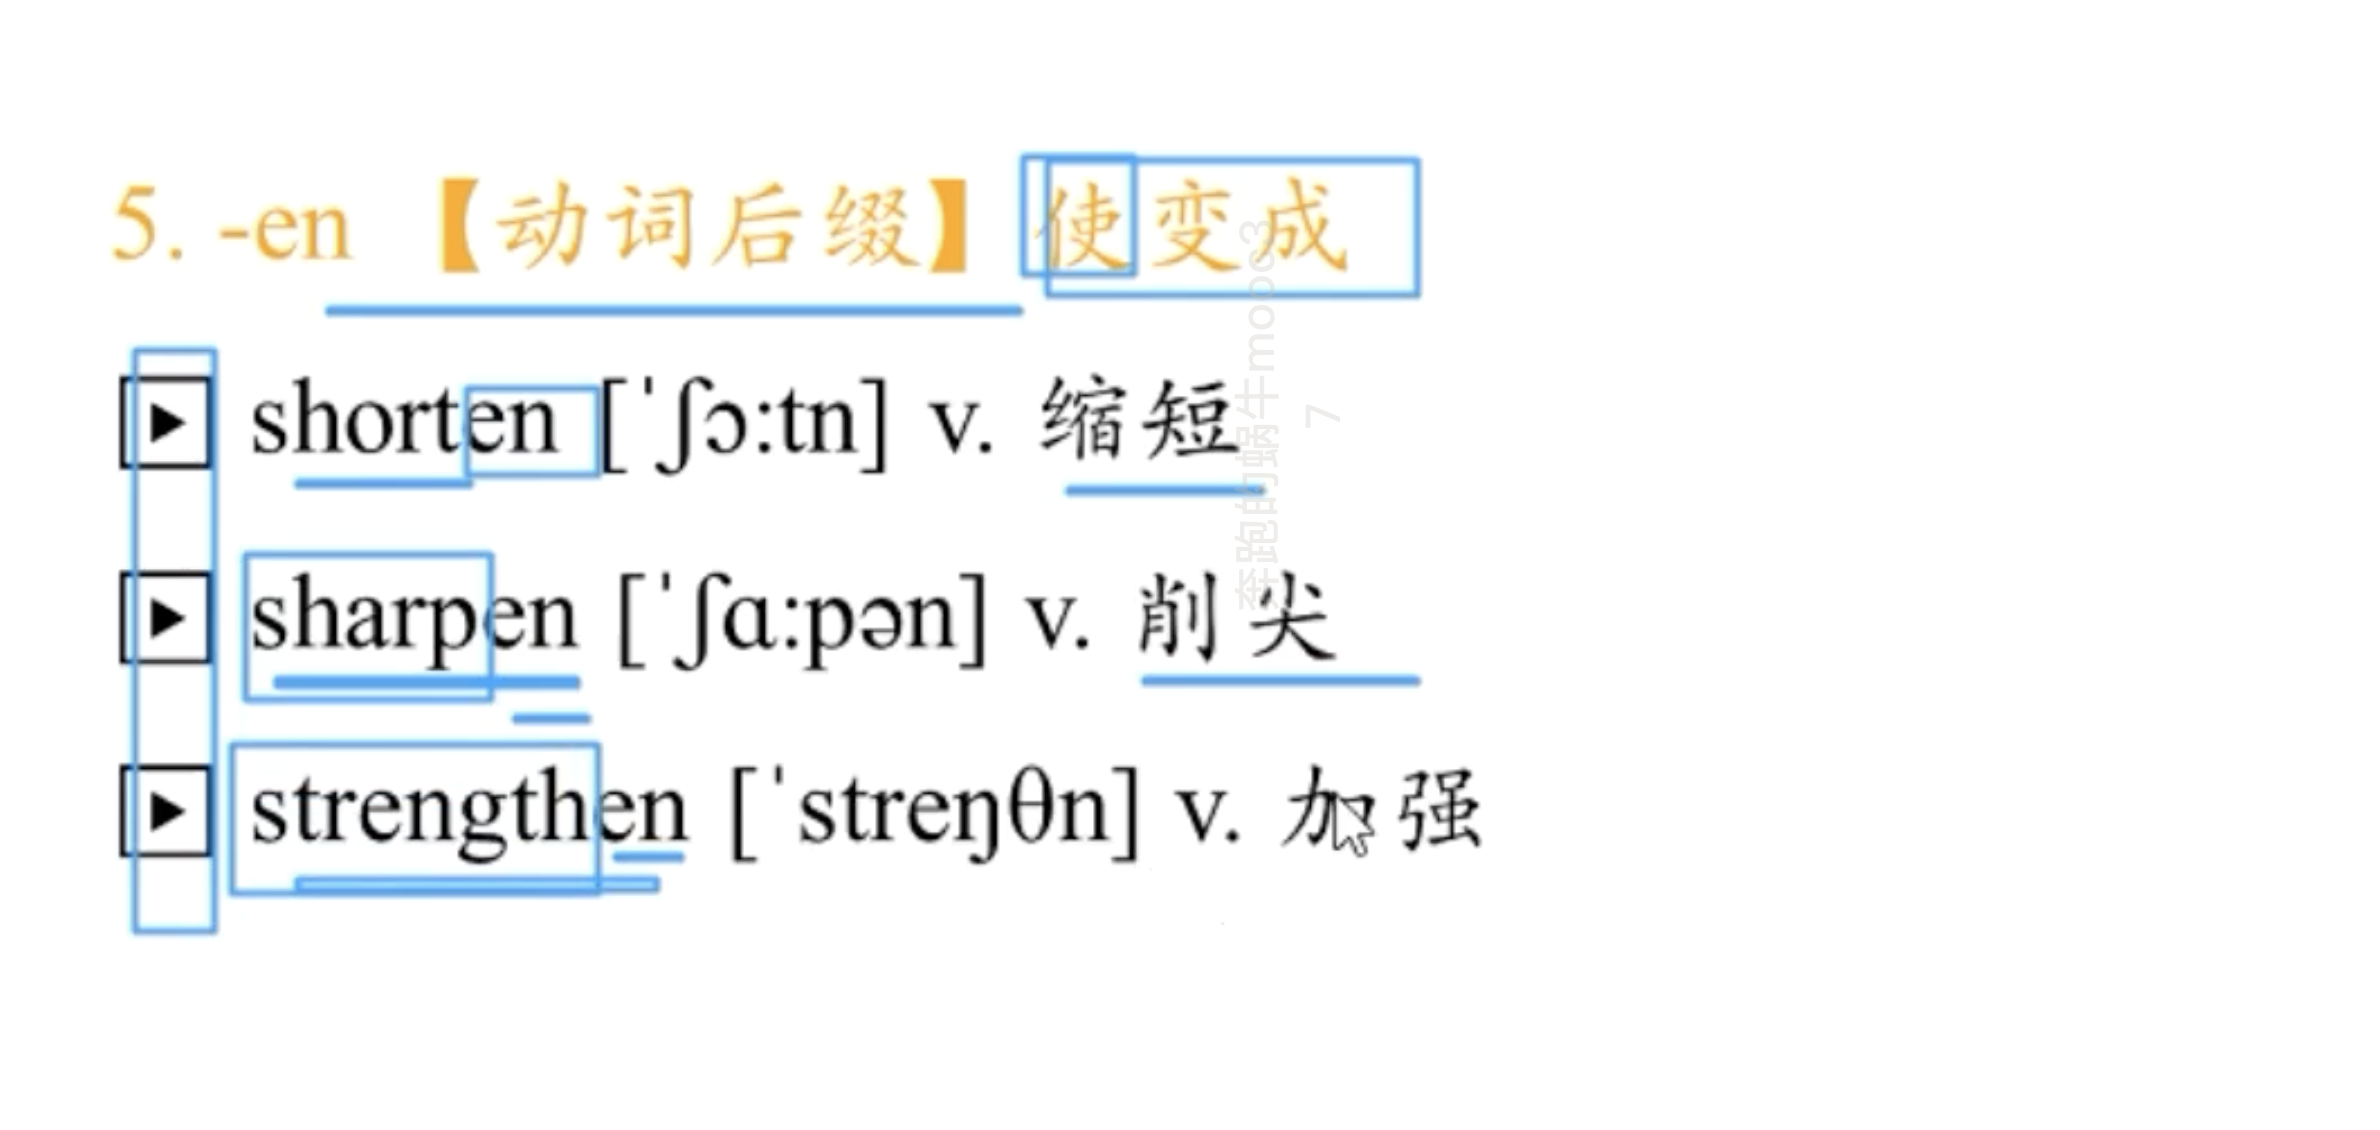 5. -en 【动词后缀】 使变成
shorten [ˈʃɔ:tn] v. 缩短
sharpen [ˈʃɑ:pən] v. 削尖
strengthen [ˈstreŋθn] v. 加强
奔跑的蜗牛mooc3
7